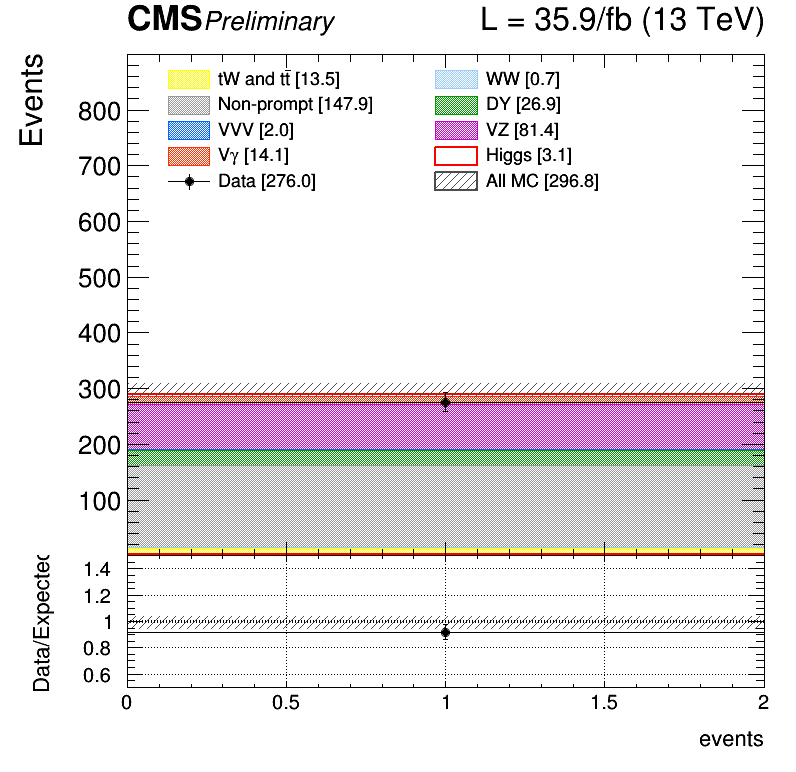 CMS Preliminary L = 35.9/fb (13 TeV)
Events
tW and tt̄ [13.5] WW [0.7]
Non-prompt [147.9] DY [26.9]
VVV [2.0] VZ [81.4]
Vγ [14.1] Higgs [3.1]
Data [276.0] All MC [296.8]
800
700
600
500
400
300
200
100
Data/Expected
1.4
1.2
1
0.8
0.6
0 0.5 1 1.5 2
events